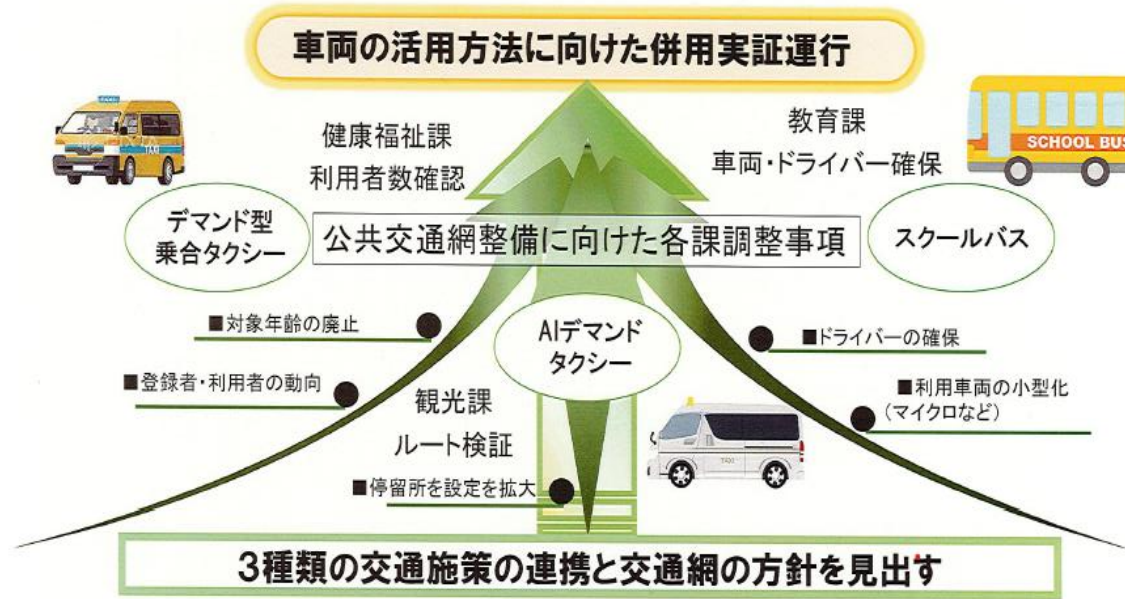 車両の活用方法に向けた併用実証運行
健康福祉課
利用者数確認
教育課
車両・ドライバー確保
TAXI
SCHOOL BUS
デマンド型
乗合タクシー
公共交通網整備に向けた各課調整事項
スクールバス
■対象年齢の廃止
■登録者・利用者の動向
AIデマンド
タクシー
■ドライバーの確保
■利用車両の小型化
(マイクロなど)
観光課
ルート検証
TAXI
■停留所を設定を拡大
3種類の交通施策の連携と交通網の方針を見出す